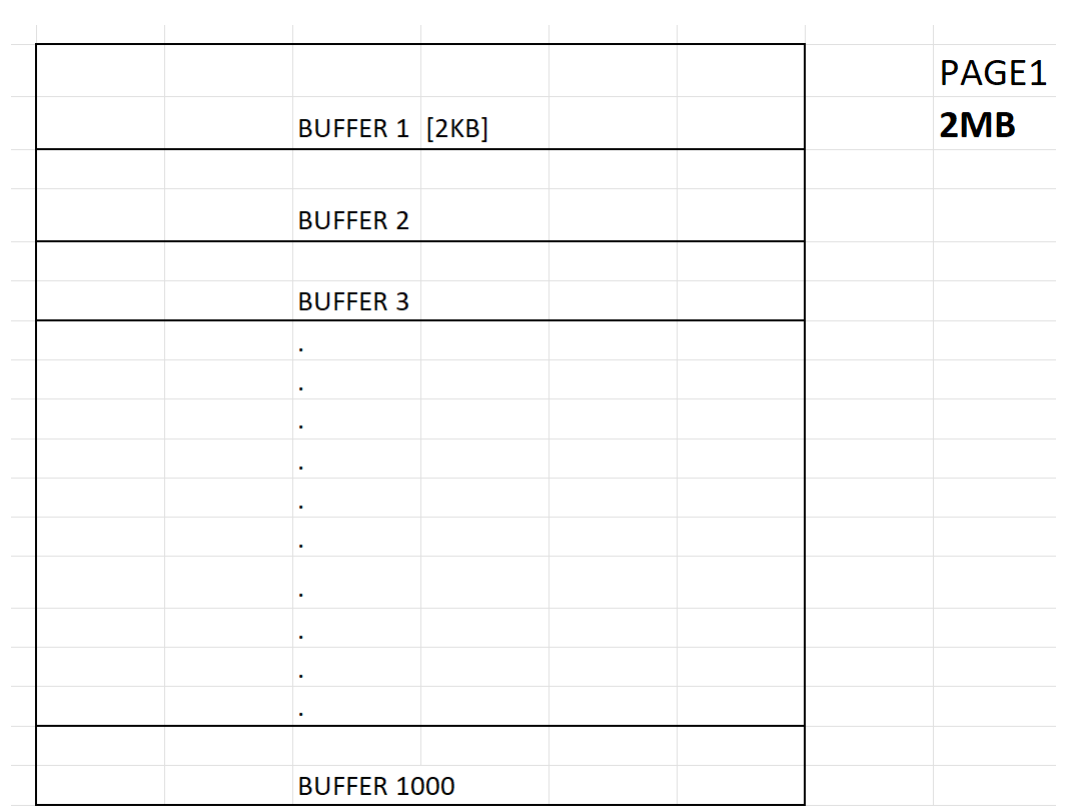 PAGE1
BUFFER 1 [2KB]
2MB
BUFFER 2
BUFFER 3
.
.
.
.
.
.
.
.
.
.
BUFFER 1000